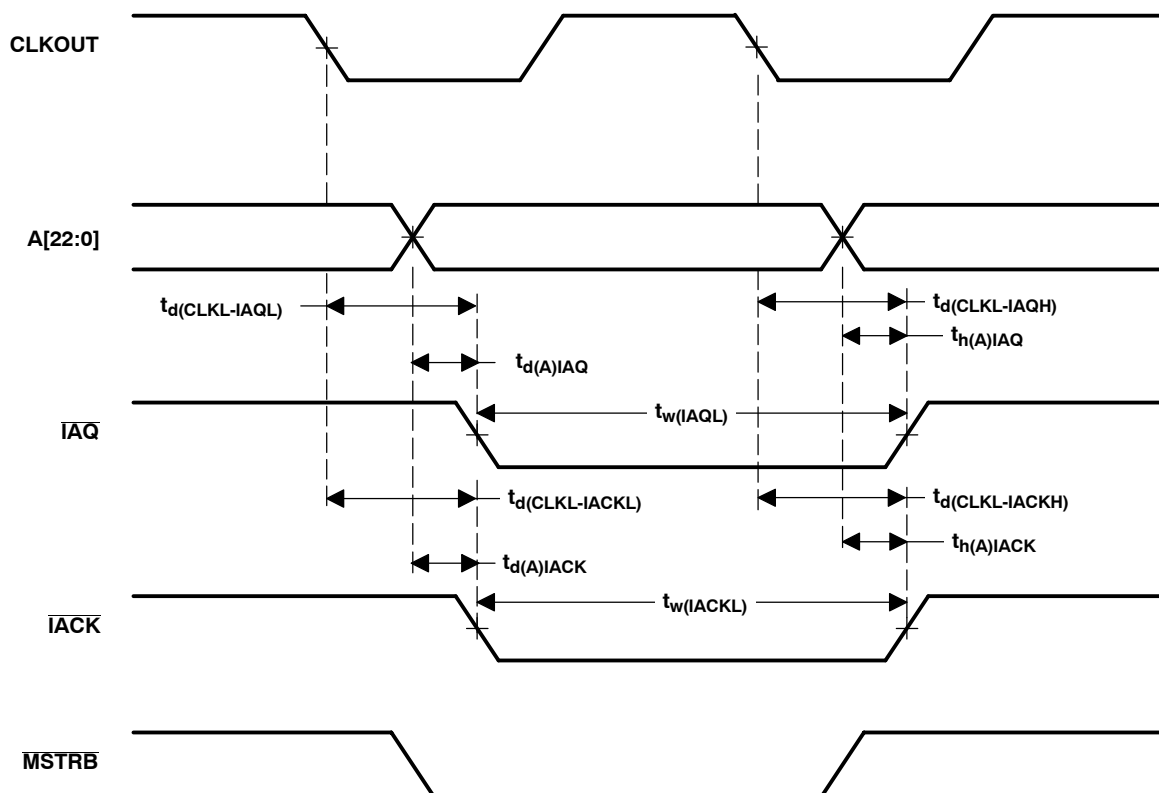 CLKOUT
A[22:0]
td(CLKL-IAQL)
td(CLKL-IAQH)
th(A)IAQ
td(A)IAQ
tw(IAQL)
IAQ
td(CLKL-IACKL)
td(CLKL-IACKH)
th(A)IACK
td(A)IACK
tw(IACKL)
IACK
MSTRB